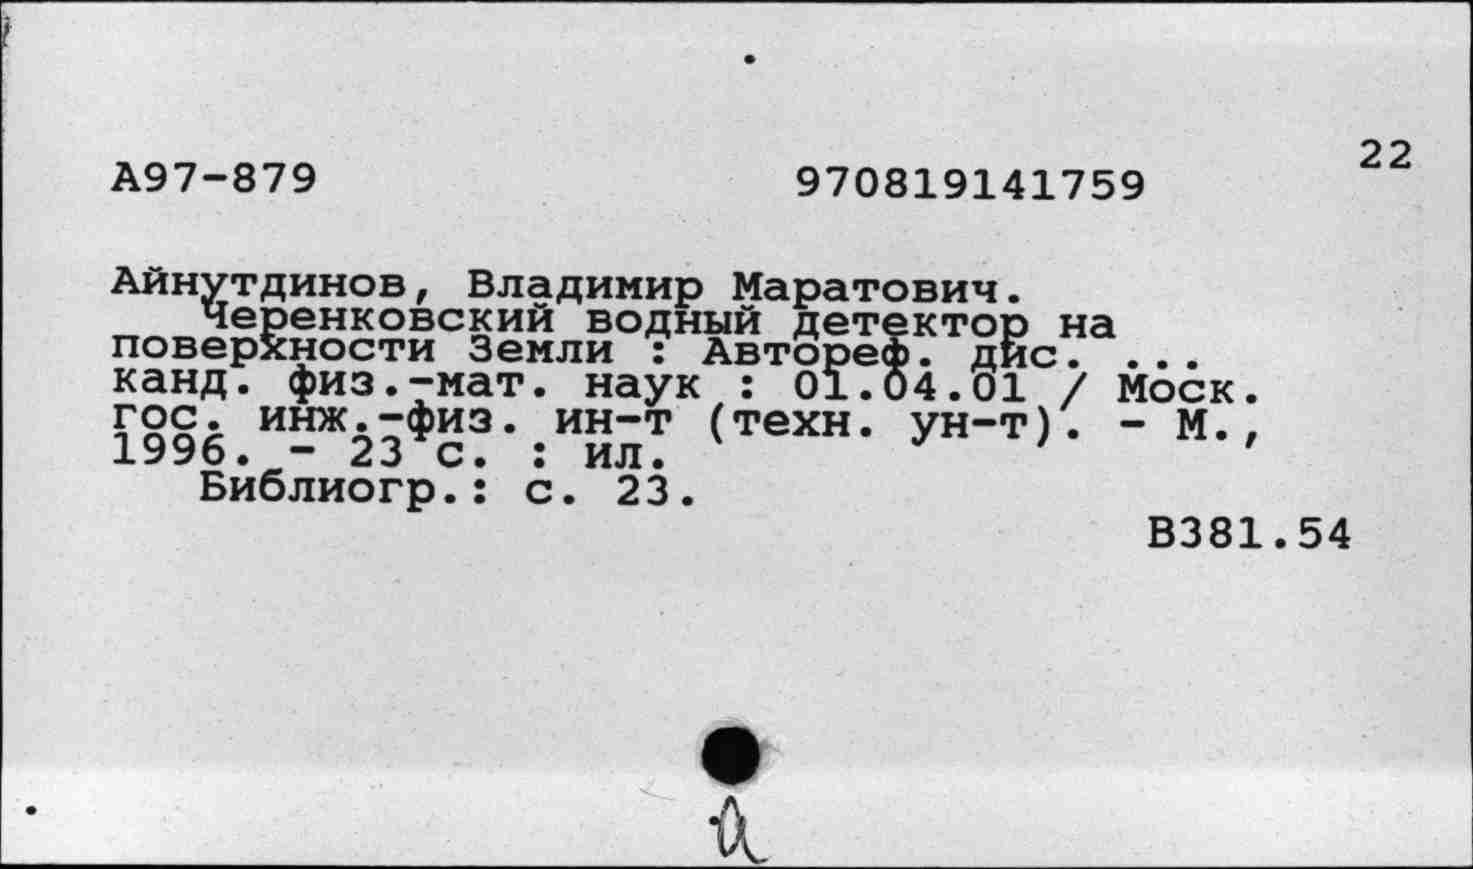 22
А97-879 970819141759
Айнутдинов, Владимир Маратович.
Черенковский водный детектор на
поверхности Земли : Автореф. дис. ...
канд. физ.-мат. наук : 01.04.01 / Моск.
гос. инж.-физ. ин-т (техн. ун-т). - М.,
1996. - 23 с. : ил.
Библиогр.: с. 23.
В381.54